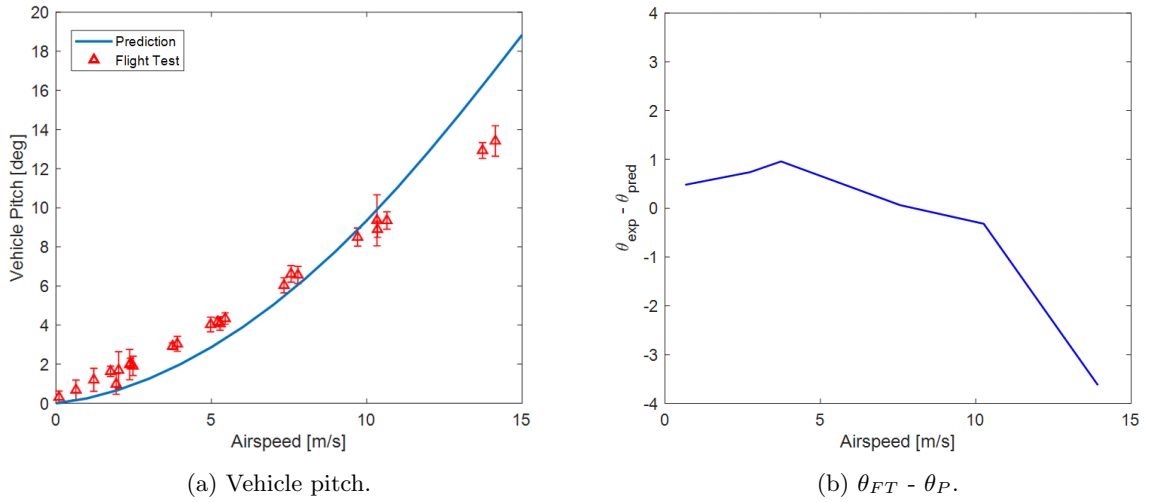 20
18
16
14
12
10
8
6
4
2
0
Vehicle Pitch [deg]
Prediction
Flight Test
0 5 10 15
Airspeed [m/s]
(a) Vehicle pitch.
4
3
2
1
0
-1
-2
-3
-4
θexp - θpred
0 5 10 15
Airspeed [m/s]
(b) θFT - θP.